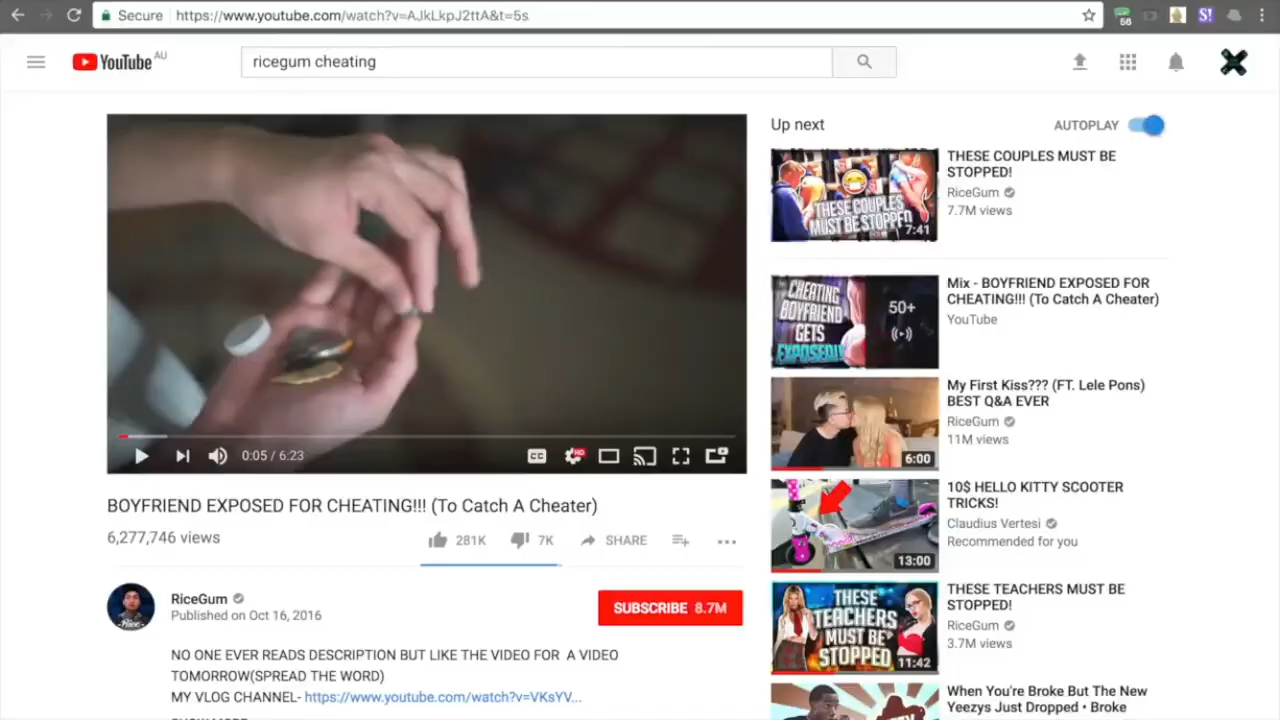 Secure https://www.youtube.com/watch?v=AJkLkpJ2ttA&t=5s
56
S!
YouTube AU
ricegum cheating
Up next
AUTOPLAY
THESE COUPLES MUST BE STOPPED
7:41
THESE COUPLES MUST BE
STOPPED!
RiceGum
7.7M views
CHEATING
BOYFRIEND
GETS
EXPOSED!
50+
Mix - BOYFRIEND EXPOSED FOR
CHEATING!!! (To Catch A Cheater)
YouTube
6:00
My First Kiss??? (FT. Lele Pons)
BEST Q&A EVER
RiceGum
11M views
13:00
10$ HELLO KITTY SCOOTER
TRICKS!
Claudius Vertesi
Recommended for you
THESE
TEACHERS
MUST BE
STOPPED
11:42
THESE TEACHERS MUST BE
STOPPED!
RiceGum
3.7M views
When You're Broke But The New
Yeezys Just Dropped • Broke
0:05 / 6:23
CC
HD
BOYFRIEND EXPOSED FOR CHEATING!!! (To Catch A Cheater)
6,277,746 views
281K
7K
SHARE
RiceGum
Published on Oct 16, 2016
SUBSCRIBE 8.7M
NO ONE EVER READS DESCRIPTION BUT LIKE THE VIDEO FOR A VIDEO
TOMORROW(SPREAD THE WORD)
MY VLOG CHANNEL- https://www.youtube.com/watch?v=VKsYV...